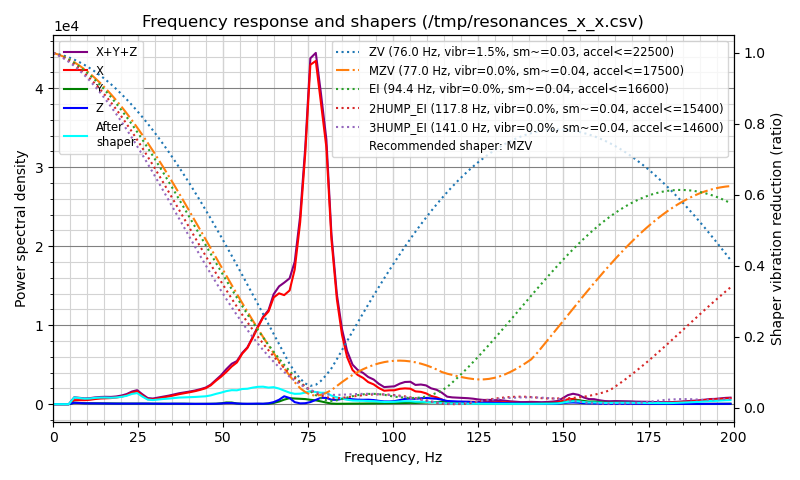 Frequency response and shapers (/tmp/resonances_x_x.csv)
1e4
X+Y+Z
X
Y
Z
After
shaper
ZV (76.0 Hz, vibr=1.5%, sm~=0.03, accel<=22500)
MZV (77.0 Hz, vibr=0.0%, sm~=0.04, accel<=17500)
EI (94.4 Hz, vibr=0.0%, sm~=0.04, accel<=16600)
2HUMP_EI (117.8 Hz, vibr=0.0%, sm~=0.04, accel<=15400)
3HUMP_EI (141.0 Hz, vibr=0.0%, sm~=0.04, accel<=14600)
Recommended shaper: MZV
Power spectral density
4
3
2
1
0
1.0
0.8
0.6
0.4
0.2
0.0
Shaper vibration reduction (ratio)
0 25 50 75 100 125 150 175 200
Frequency, Hz